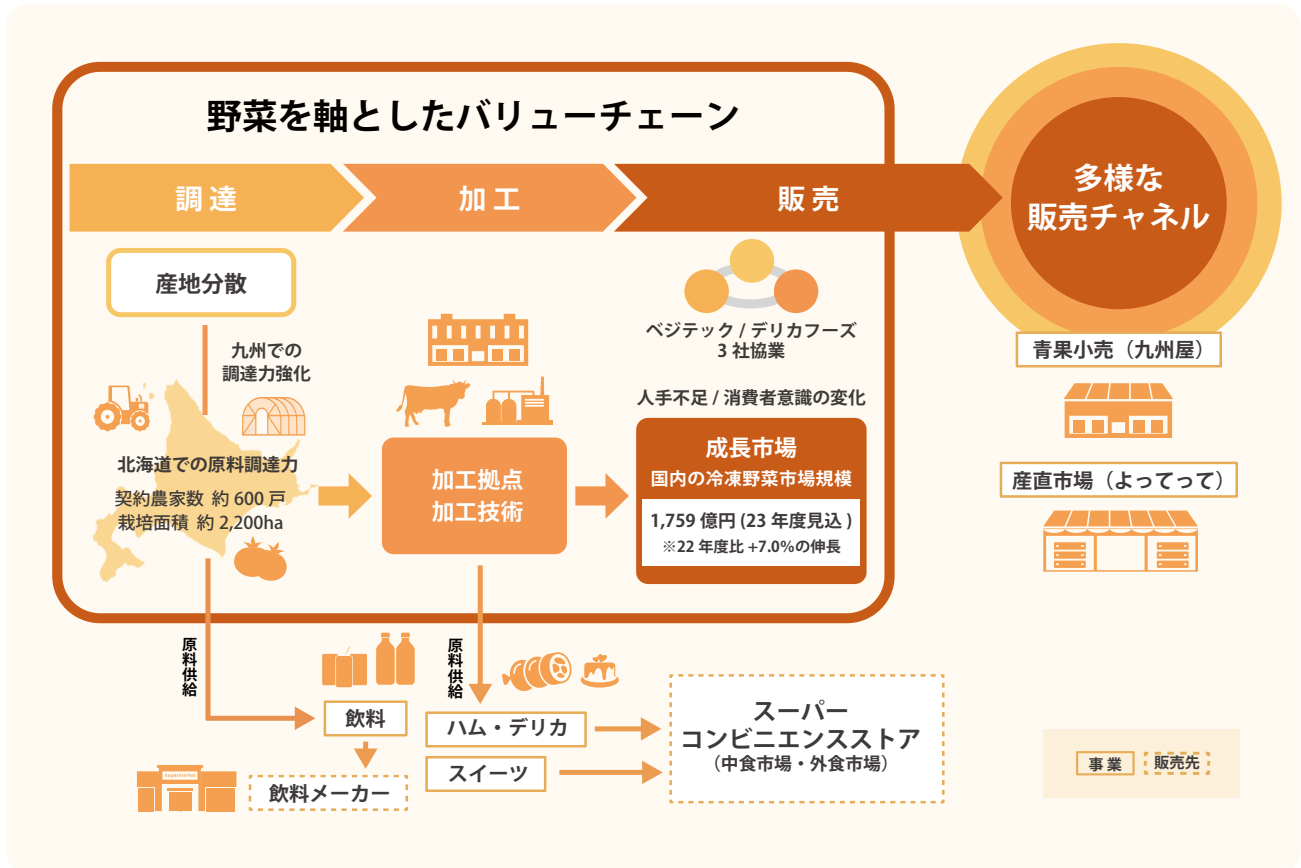 野菜を軸としたバリューチェーン
調達
加工
販売
多様な
販売チャネル
産地分散
九州での
調達力強化
北海道での原料調達力
契約農家数 約 600 戸
栽培面積 約 2,200ha
加工拠点
加工技術
ベジテック / デリカフーズ
3 社協業
人手不足 / 消費者意識の変化
成長市場
国内の冷凍野菜市場規模
1,759 億円 (23 年度見込 )
※22 年度比 +7.0%の伸長
青果小売（九州屋）
産直市場（よってって）
原料供給
原料供給
飲料
supermarket
飲料メーカー
ハム・デリカ
スイーツ
スーパー
コンビニエンスストア
（中食市場・外食市場）
事業
販売先